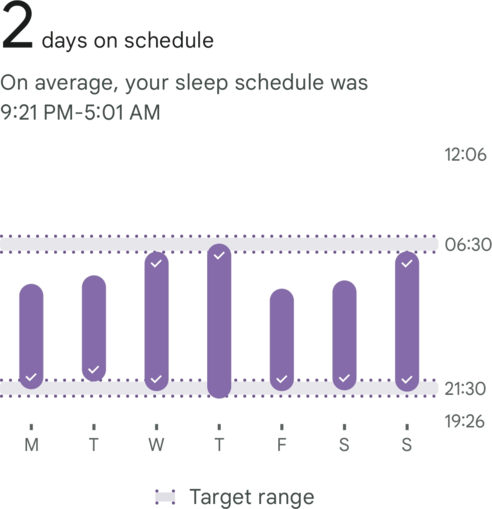 2 days on schedule
On average, your sleep schedule was
9:21 PM-5:01 AM
12:06
06:30
21:30
19:26
M T W T F S S
Target range